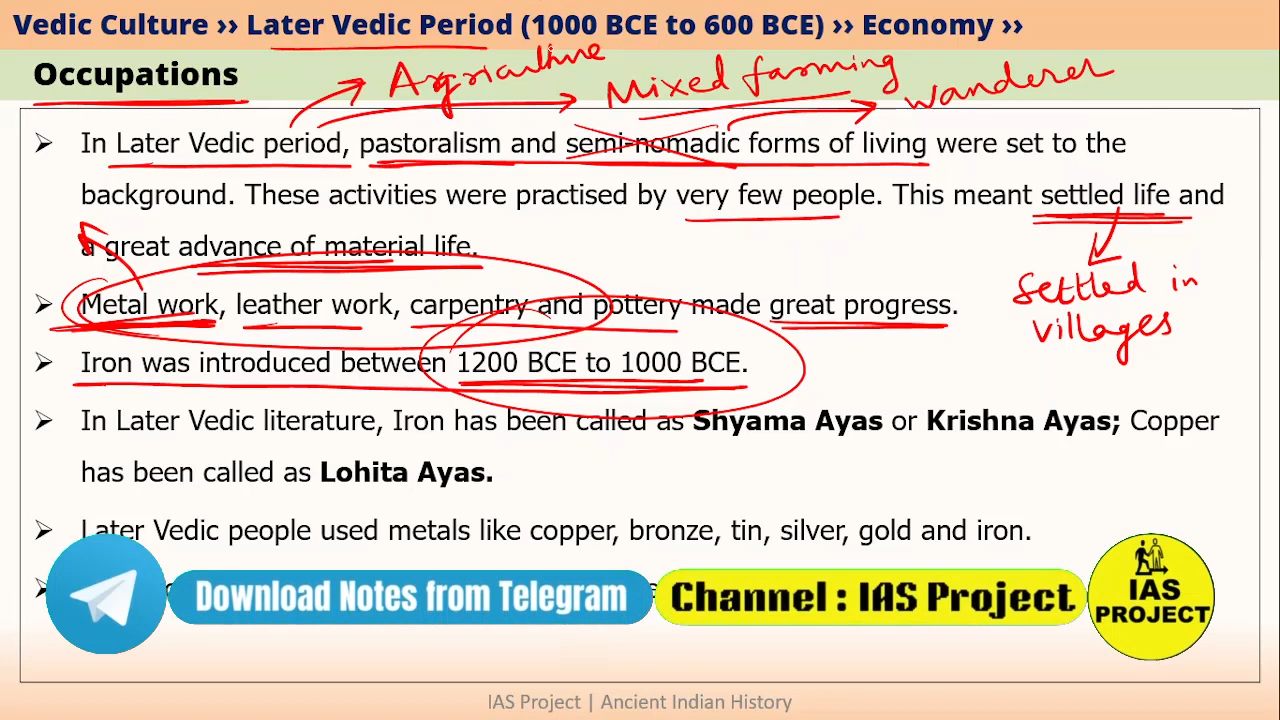 Vedic Culture ›› Later Vedic Period (1000 BCE to 600 BCE) ›› Economy ››
Occupations
Agriculture
Mixed farming
wanderer
➢ In Later Vedic period, pastoralism and semi-nomadic forms of living were set to the
background. These activities were practised by very few people. This meant settled life and
a great advance of material life.
Settled in
villages
➢ Metal work, leather work, carpentry and pottery made great progress.
➢ Iron was introduced between 1200 BCE to 1000 BCE.
➢ In Later Vedic literature, Iron has been called as Shyama Ayas or Krishna Ayas; Copper
has been called as Lohita Ayas.
➢ Later Vedic people used metals like copper, bronze, tin, silver, gold and iron.
Download Notes from Telegram
Channel : IAS Project
IAS
PROJECT
IAS Project | Ancient Indian History